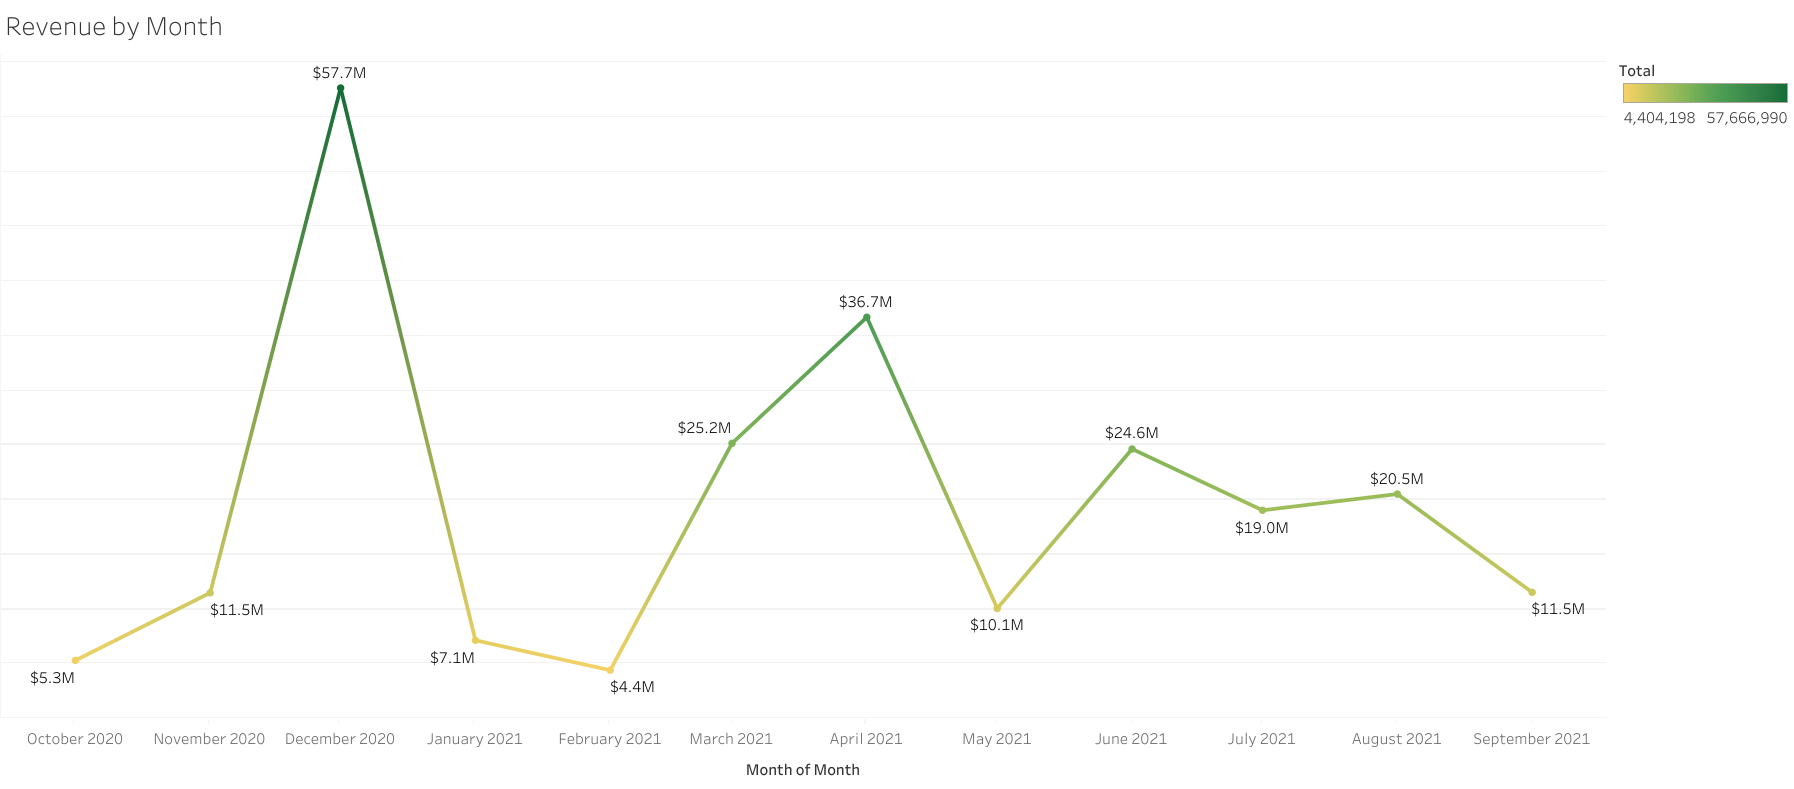 Revenue by Month
$57.7M
$36.7M
$25.2M
$24.6M
$20.5M
$19.0M
$11.5M
$11.5M
$10.1M
$7.1M
$5.3M
$4.4M
October 2020 November 2020 December 2020 January 2021 February 2021 March 2021 April 2021 May 2021 June 2021 July 2021 August 2021 September 2021
Month of Month
Total
4,404,198 57,666,990